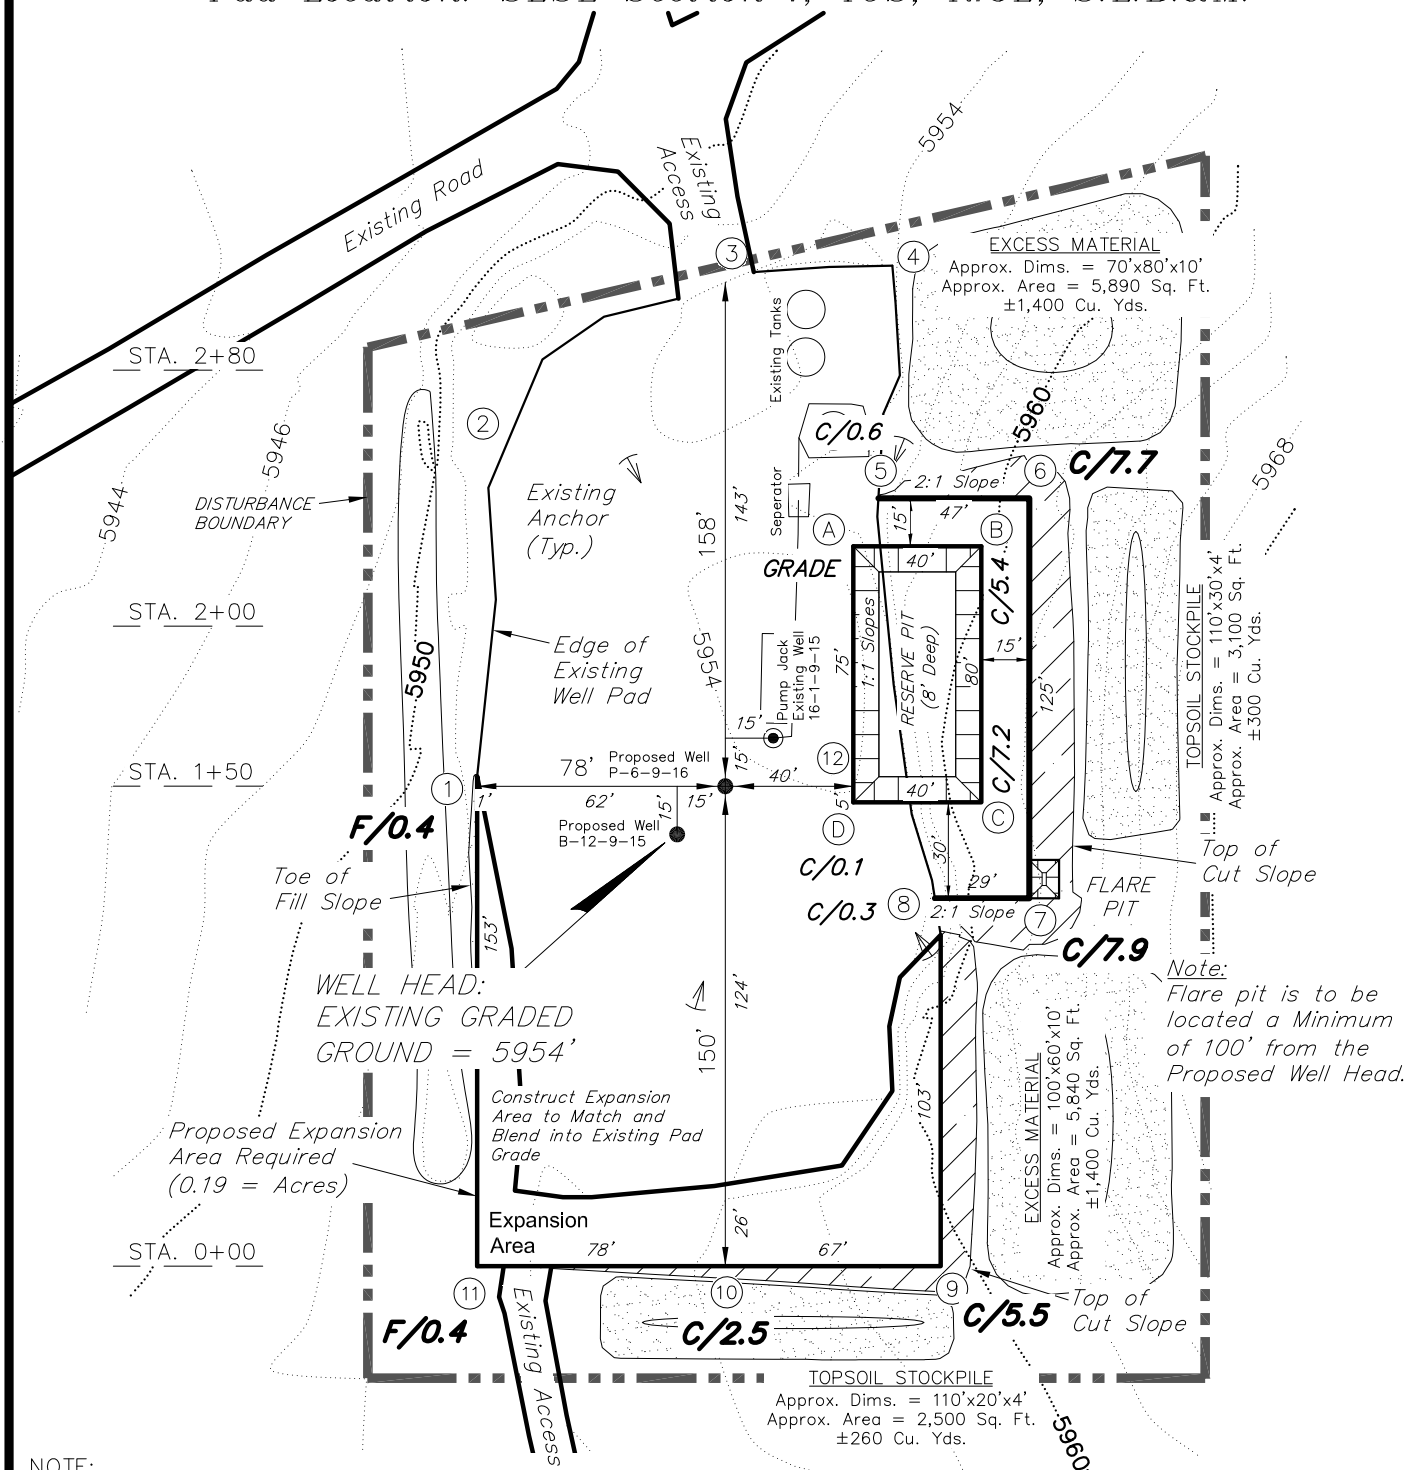 Existing Road
Existing
Access
5954
3
4
EXCESS MATERIAL
Approx. Dims. = 70'x80'x10'
Approx. Area = 5,890 Sq. Ft.
±1,400 Cu. Yds.
STA. 2+80
Existing Tanks
5946
2
5944
DISTURBANCE
BOUNDARY
C/0.6
5960
5
6
C/7.7
5968
2:1 Slope
Existing
Anchor
(Typ.)
143'
158'
Seperator
A
15'
47'
B
GRADE
40'
C/5.4
STA. 2+00
5950
Edge of
Existing
Well Pad
5954
Pump Jack
Existing Well
16-1-9-15
75'
1:1 Slopes
RESERVE PIT
(8' Deep)
80'
15'
125'
TOPSOIL STOCKPILE
Approx. Dims. = 110'x30'x4'
Approx. Area = 3,100 Sq. Ft.
±300 Cu. Yds.
15'
15'
STA. 1+50
1
78'
Proposed Well
P-6-9-16
40'
12
C/7.2
1'
62'
15'
15'
5'
40'
F/0.4
Proposed Well
B-12-9-15
D
C
30'
Top of
Cut Slope
Toe of
Fill Slope
C/0.1
29'
FLARE
PIT
C/0.3
8
2:1 Slope
7
153'
C/7.9
WELL HEAD:
EXISTING GRADED
GROUND = 5954'
124'
150'
Note:
Flare pit is to be
located a Minimum
of 100' from the
Proposed Well Head.
Construct Expansion
Area to Match and
Blend into Existing Pad
Grade
103'
EXCESS MATERIAL
Approx. Dims. = 100'x60'x10'
Approx. Area = 5,840 Sq. Ft.
±1,400 Cu. Yds.
Proposed Expansion
Area Required
(0.19 = Acres)
Expansion
Area
STA. 0+00
78'
26'
67'
11
10
9
F/0.4
Existing Access
C/2.5
C/5.5
Top of
Cut Slope
TOPSOIL STOCKPILE
Approx. Dims. = 110'x20'x4'
Approx. Area = 2,500 Sq. Ft.
±260 Cu. Yds.
5960
NOTE: